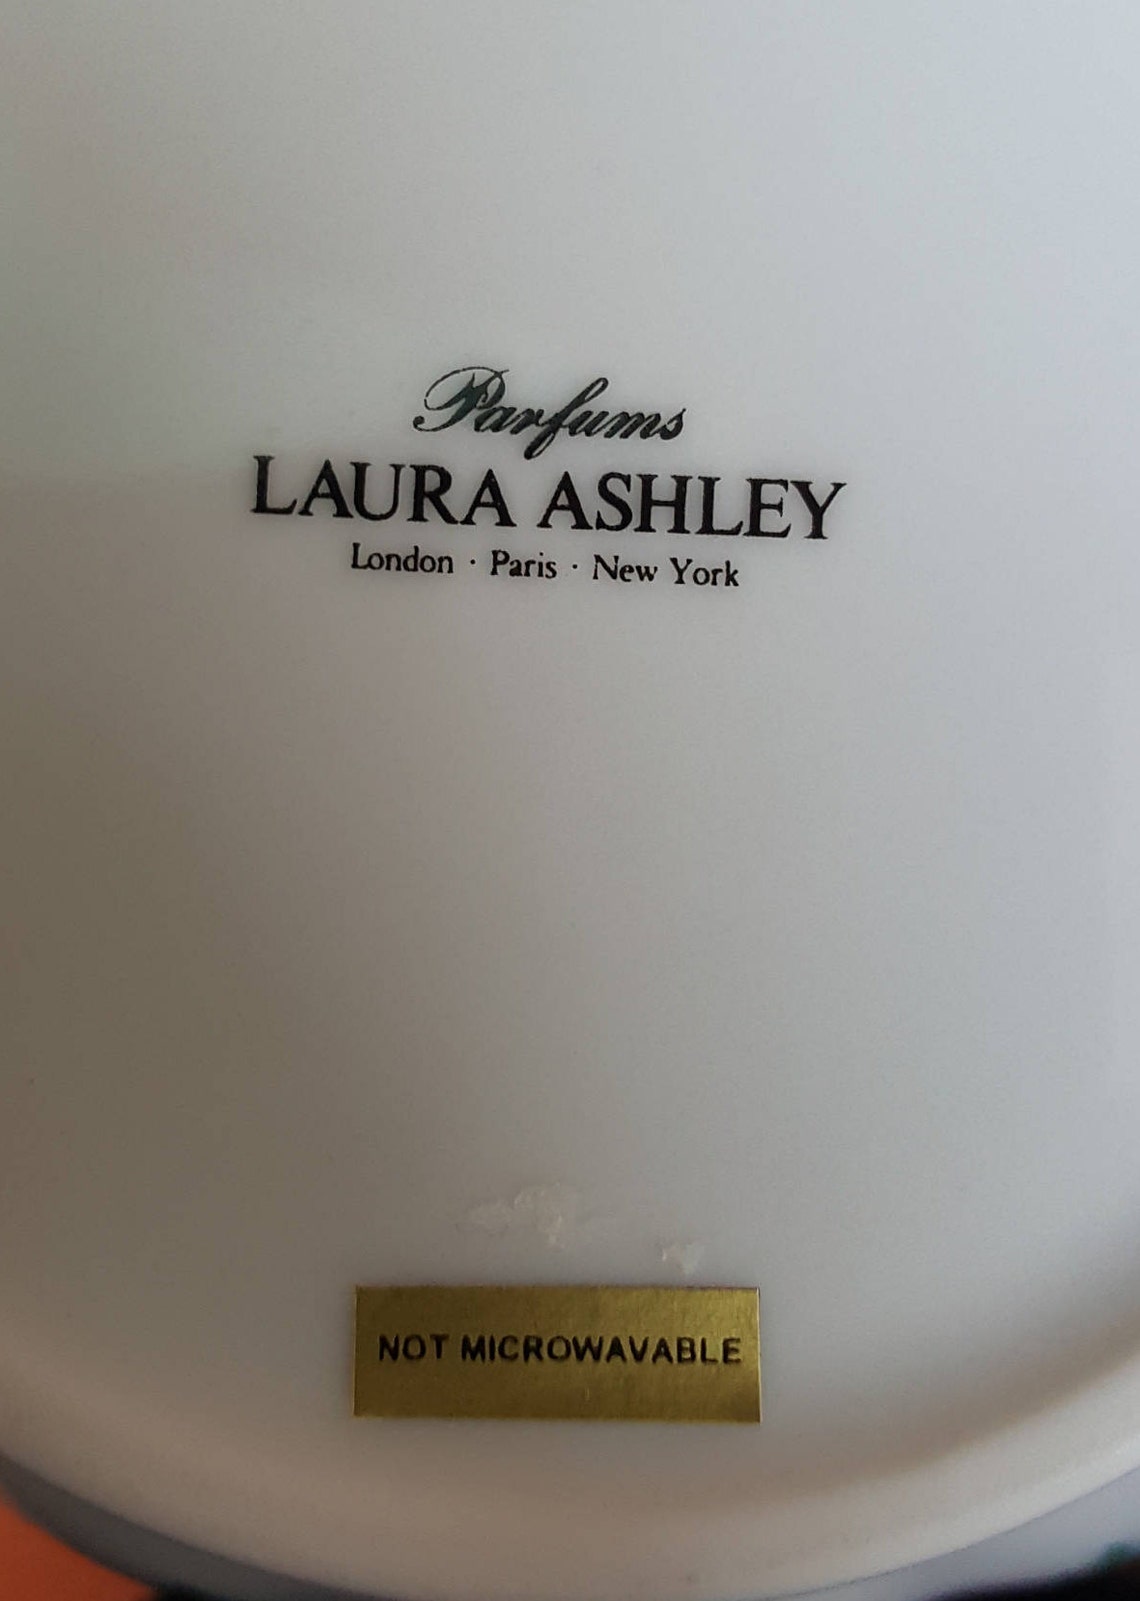 Parfums
LAURA ASHLEY
London · Paris · New York
NOT MICROWAVABLE